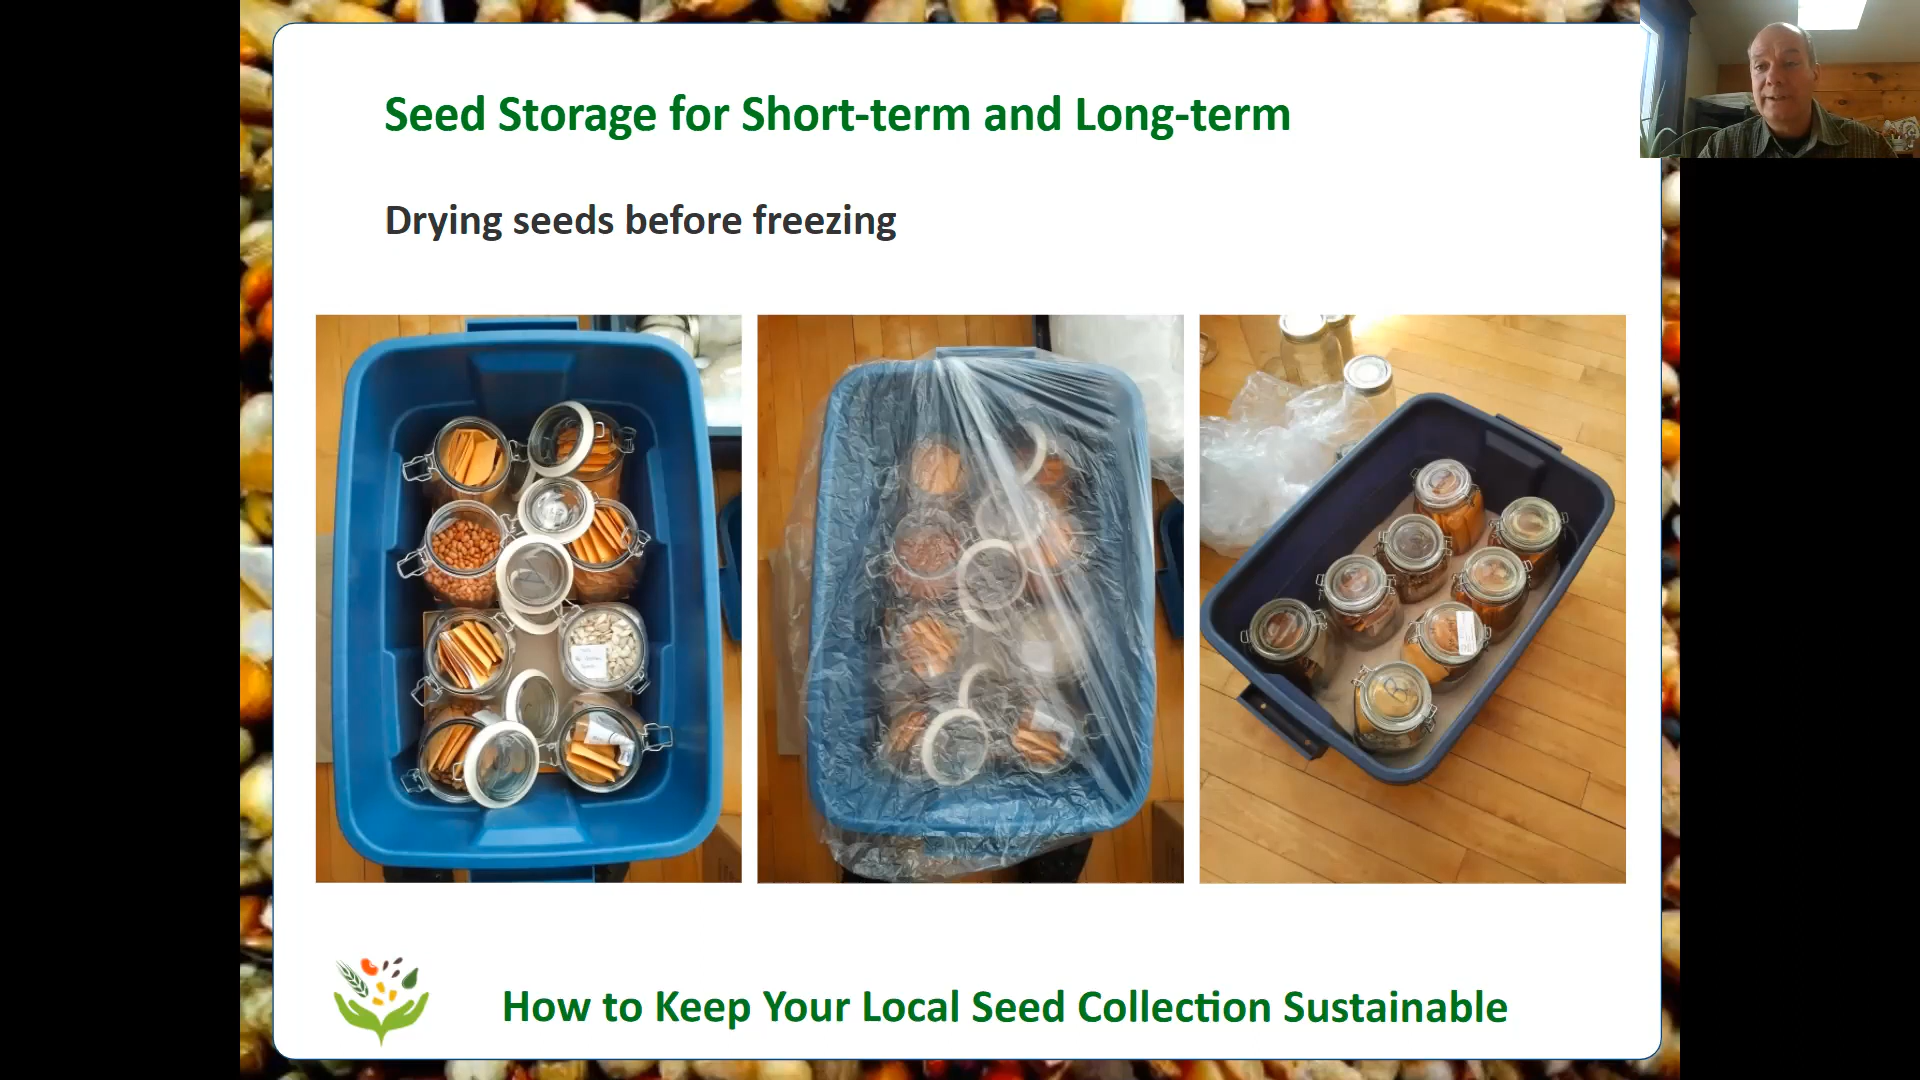 Seed Storage for Short-term and Long-term
Drying seeds before freezing
How to Keep Your Local Seed Collection Sustainable